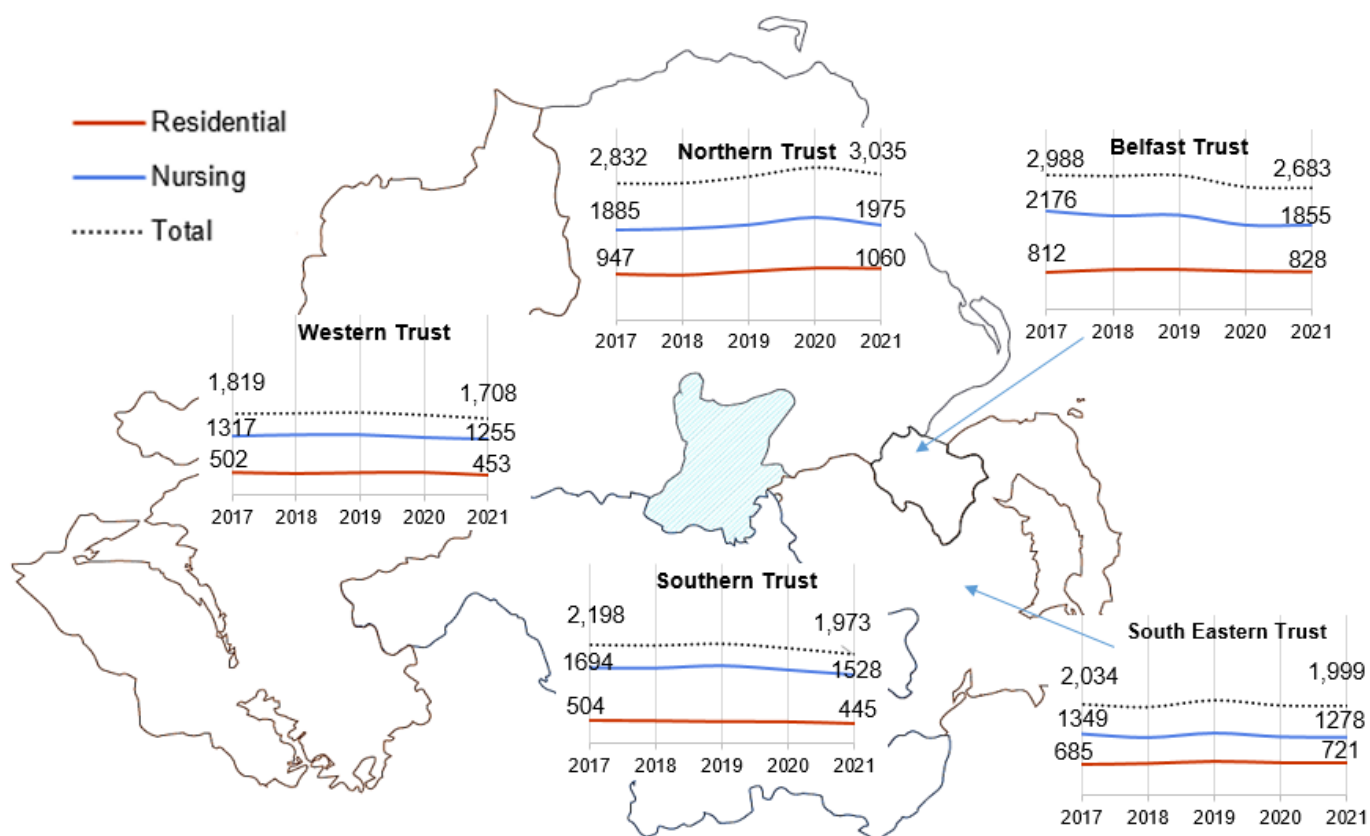 Residential
Nursing
Total
Northern Trust
2,832
3,035
1885
1975
947
1060
2017 2018 2019 2020 2021
Belfast Trust
2,988
2,683
2176
1855
812
828
2017 2018 2019 2020 2021
Western Trust
1,819
1,708
1317
1255
502
453
2017 2018 2019 2020 2021
Southern Trust
2,198
1,973
1694
1528
504
445
2017 2018 2019 2020 2021
South Eastern Trust
2,034
1,999
1349
1278
685
721
2017 2018 2019 2020 2021